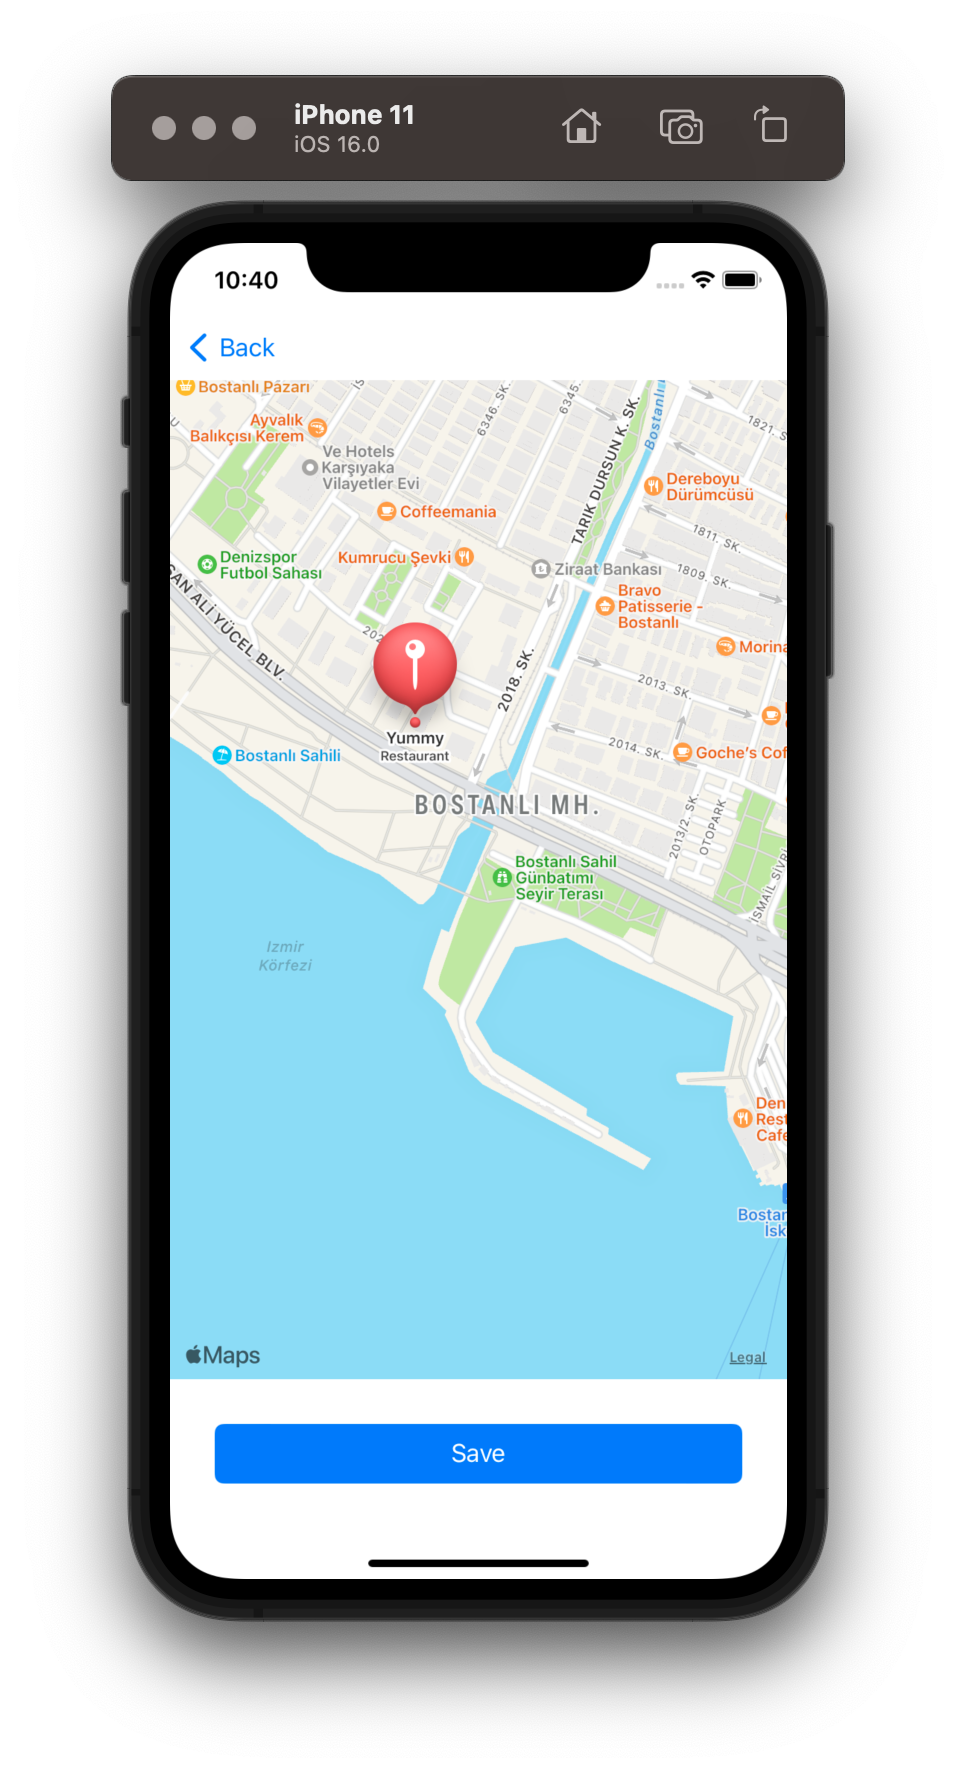 iPhone 11
iOS 16.0
10:40
Back
Bostanlı Pazarı
6346. SK.
6345.
TARIK DURSUN K. SK.
Bostanlı
1821.
Ayvalık
Balıkçısı Kerem
Ve Hotels
Karşıyaka
Vilayetler Evi
Dereboyu
Dürümcüsü
Coffeemania
1811. SK.
Denizspor
Futbol Sahası
Kumrucu Şevki
Ziraat Bankası
1809. SK.
Bravo
Patisserie -
Bostanlı
SAN ALİ YÜCEL BLV.
202
Morina
2018. SK.
2013. SK.
Yummy
Restaurant
2014. SK.
Goche's Cof
Bostanlı Sahili
BOSTANLI MH.
2013/2. SK.
OTOPARK
Bostanlı Sahil
Günbatımı
Seyir Terası
İSMAİL SİVRİ
Izmir
Körfezi
Den
Rest
Cafe
Bostan
İsk
Maps
Legal
Save